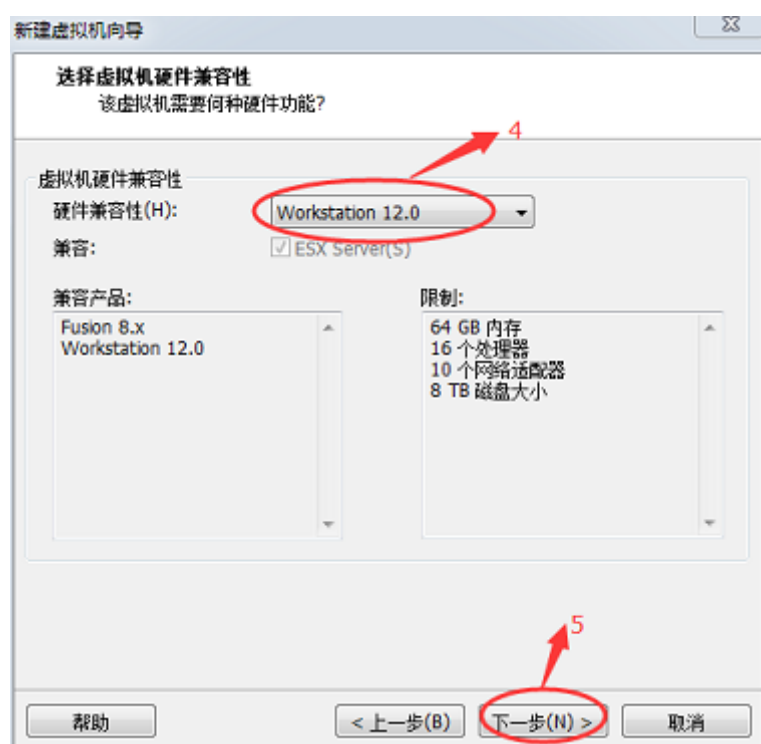 新建虚拟机向导
选择虚拟机硬件兼容性
该虚拟机需要何种硬件功能?
4
虚拟机硬件兼容性
硬件兼容性(H): Workstation 12.0
兼容: ESX Server(S)
兼容产品:
Fusion 8.x
Workstation 12.0
限制:
64 GB 内存
16 个处理器
10 个网络适配器
8 TB 磁盘大小
5
帮助 < 上一步(B) 下一步(N) > 取消